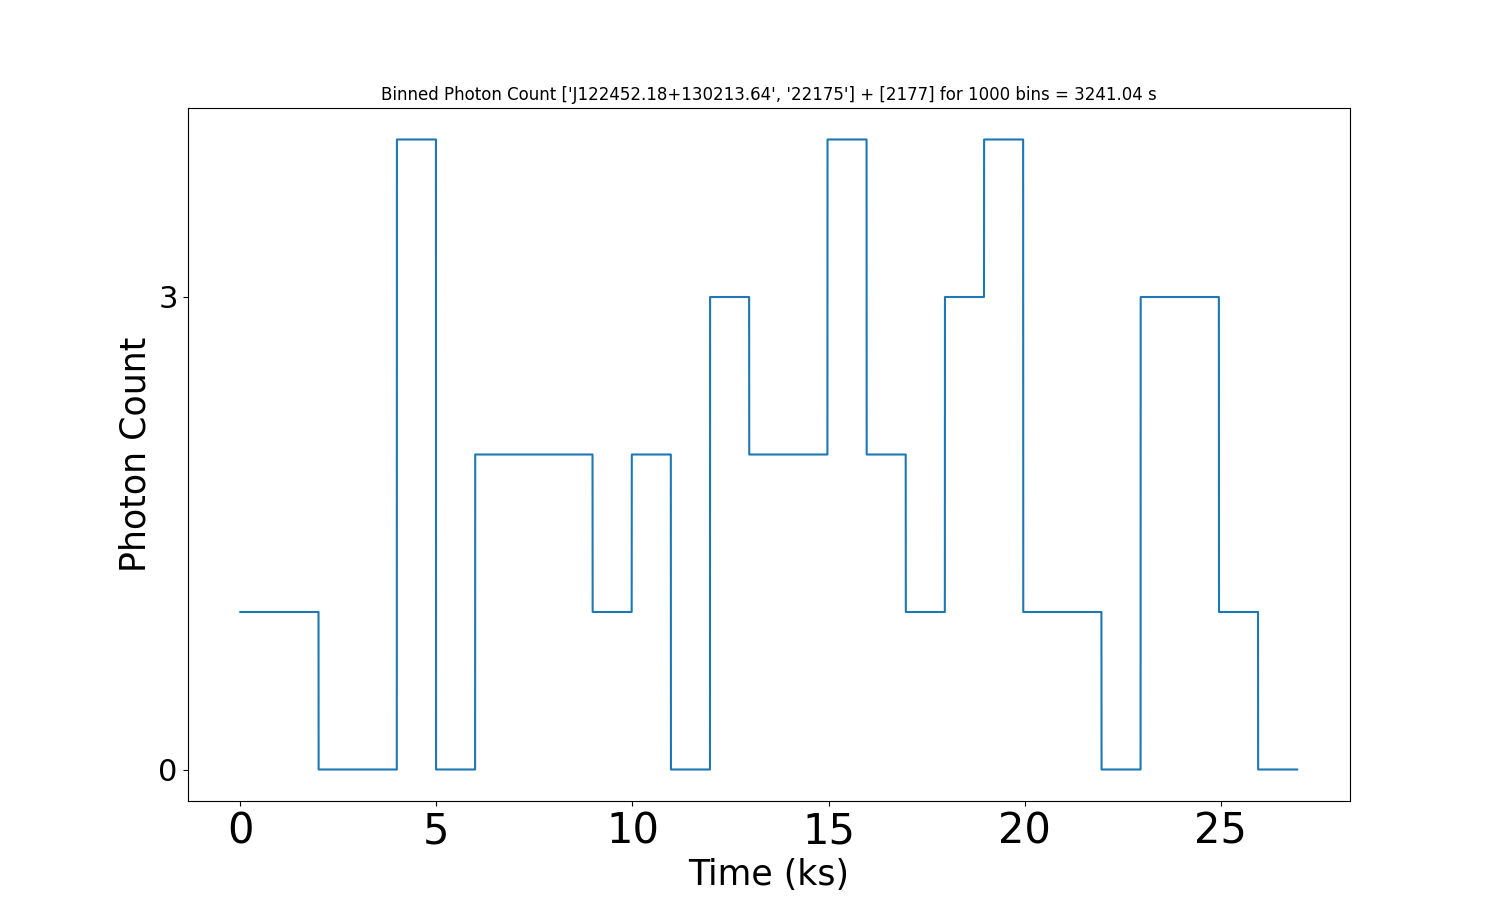 Binned Photon Count ['J122452.18+130213.64', '22175'] + [2177] for 1000 bins = 3241.04 s
3
0
Photon Count
0 5 10 15 20 25
Time (ks)